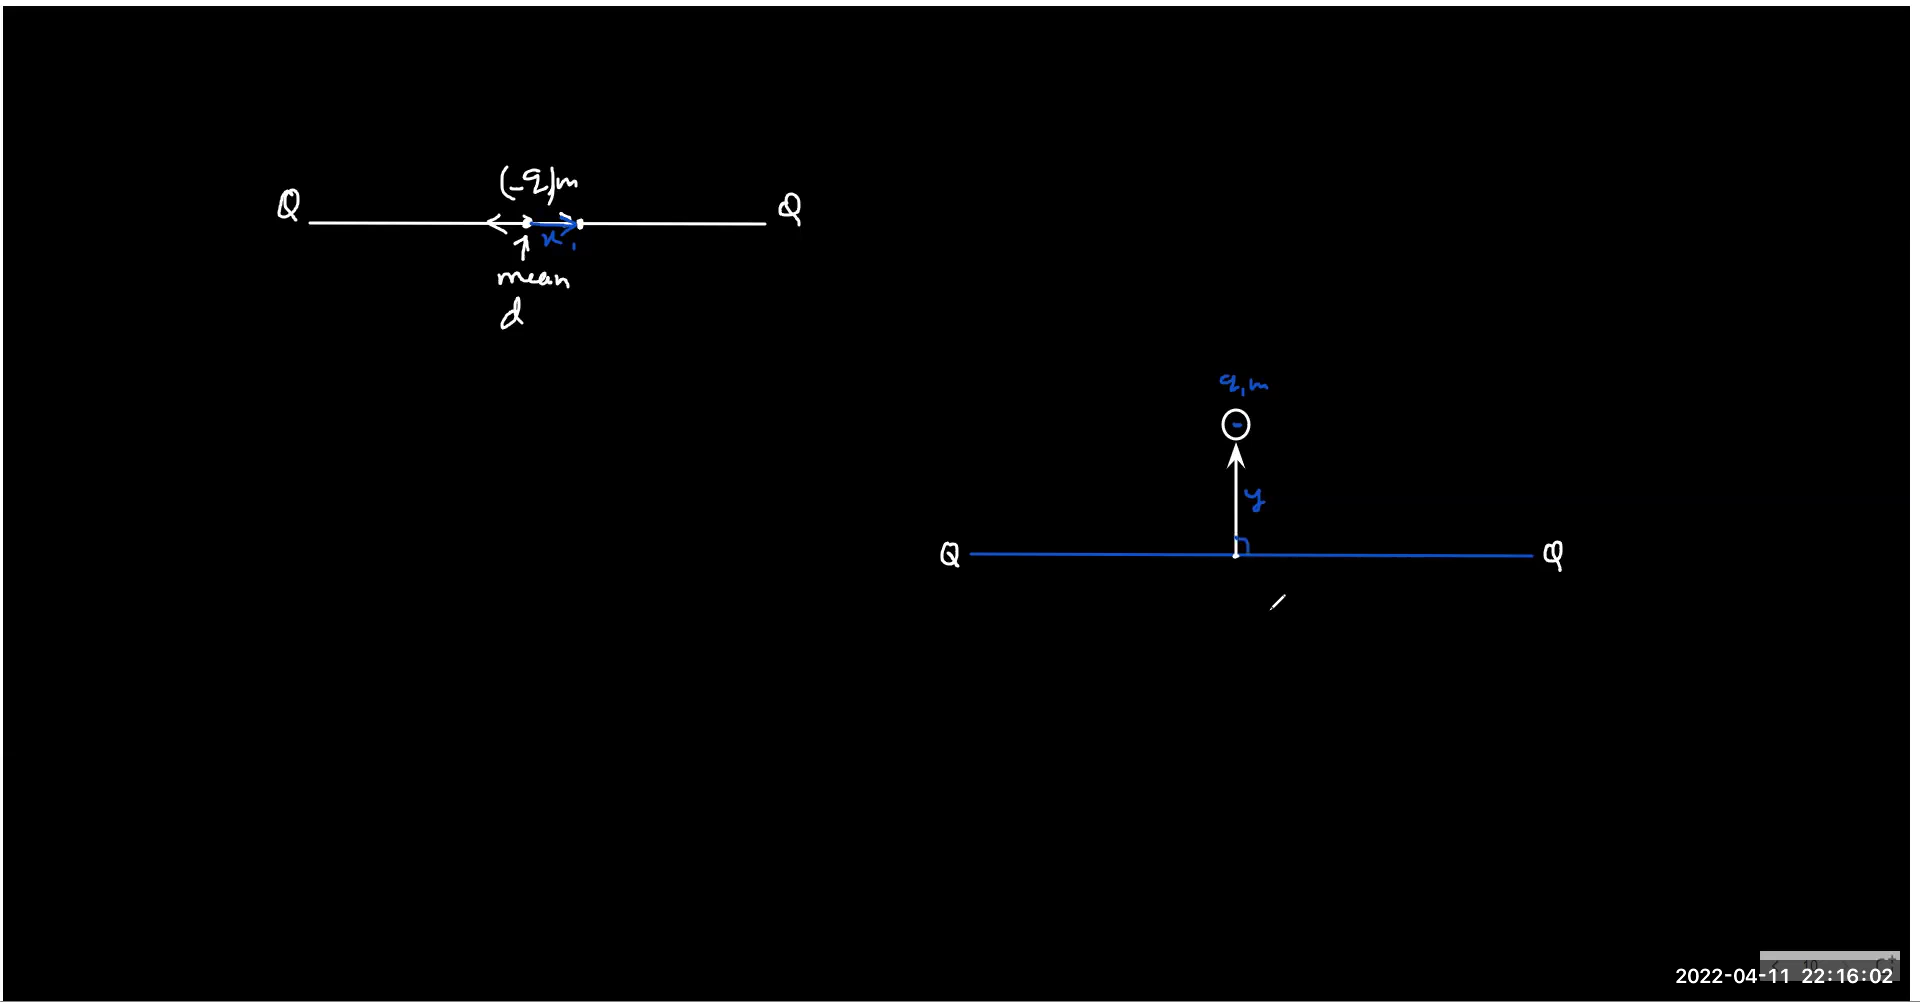 (-q)m
Q Q
x,
mean
d
q,m
-
y
Q Q
2022-04-11 22:16:02